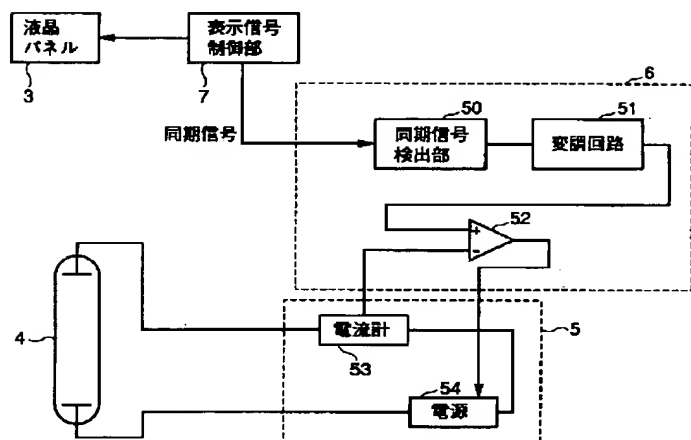 液晶
パネル
3
表示信号
制御部
7
6
同期信号
50
同期信号
検出部
51
変調回路
+
-
52
4
電流計
53
5
54
電源